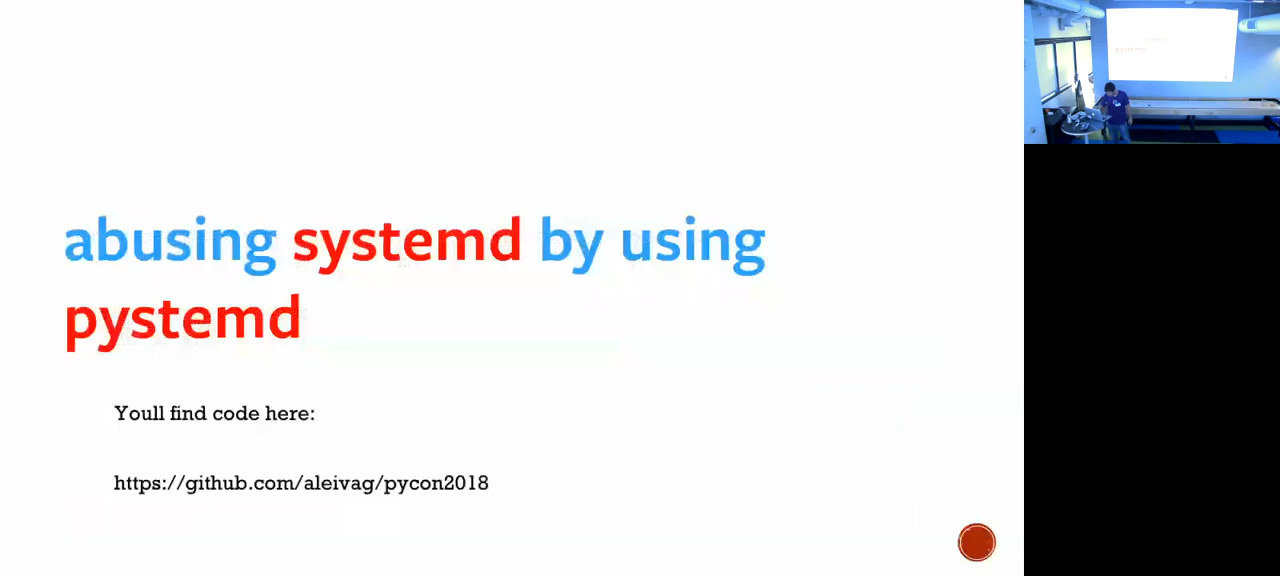 abusing systemd by using
pystemd
Youll find code here:
https://github.com/aleivag/pycon2018